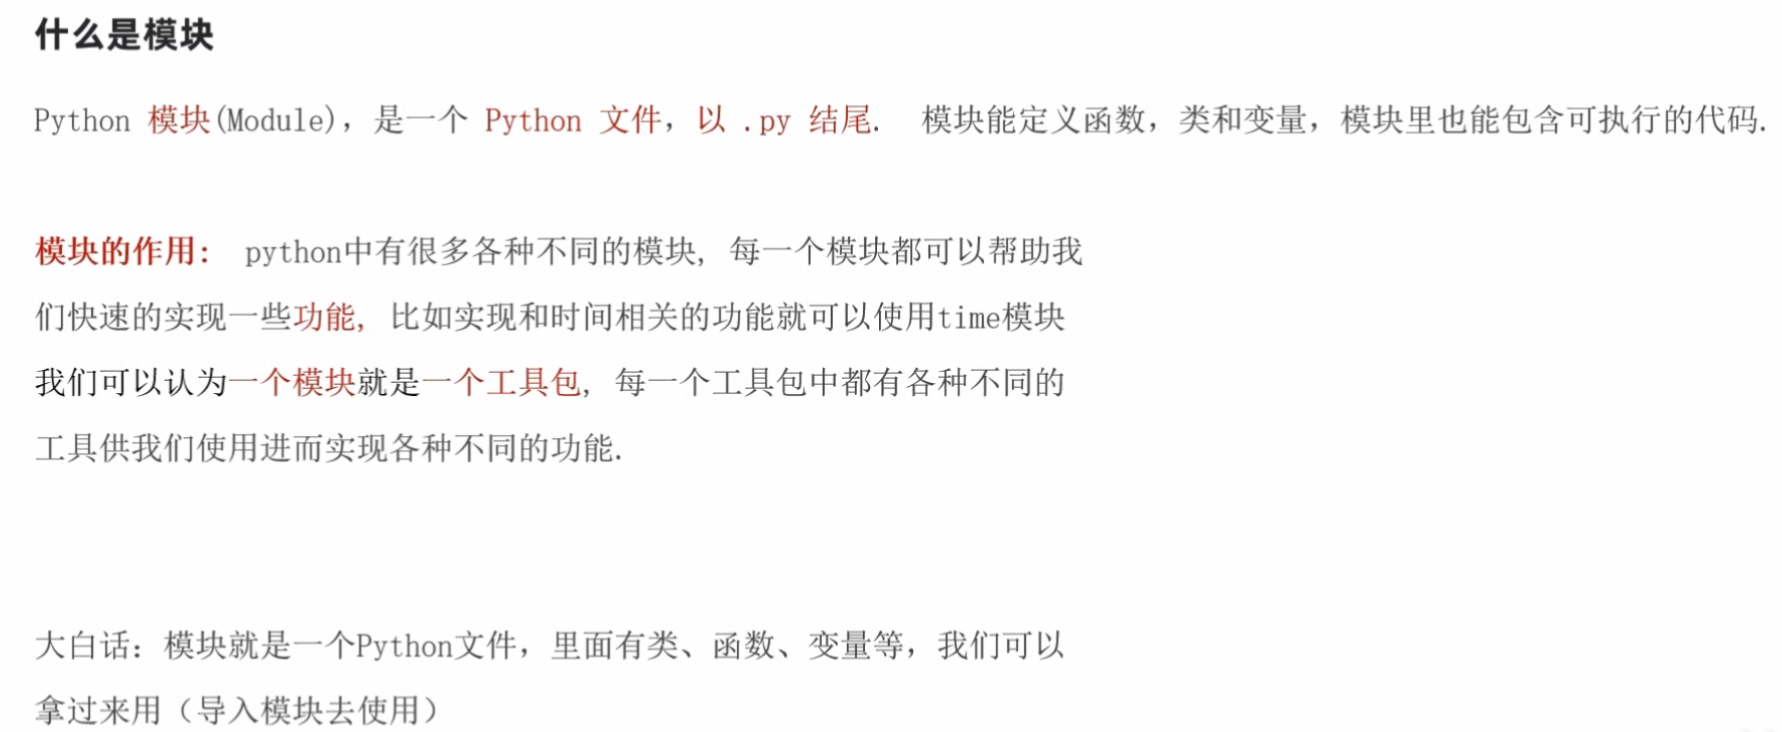 什么是模块
Python 模块(Module)，是一个 Python 文件，以 .py 结尾.  模块能定义函数，类和变量，模块里也能包含可执行的代码.
模块的作用:  python中有很多各种不同的模块, 每一个模块都可以帮助我
们快速的实现一些功能, 比如实现和时间相关的功能就可以使用time模块
我们可以认为一个模块就是一个工具包, 每一个工具包中都有各种不同的
工具供我们使用进而实现各种不同的功能.
大白话：模块就是一个Python文件，里面有类、函数、变量等，我们可以
拿过来用（导入模块去使用）